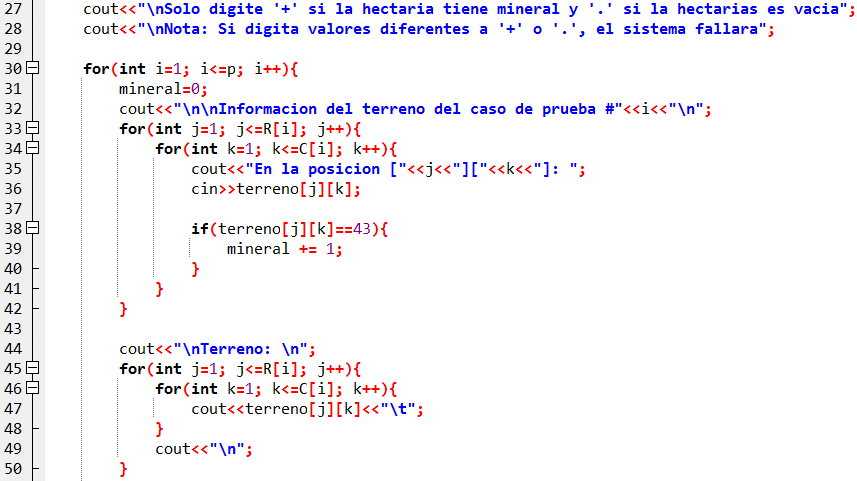 27 cout<<"\nSolo digite '+' si la hectaria tiene mineral y '.' si la hectarias es vacia";
28 cout<<"\nNota: Si digita valores diferentes a '+' o '.', el sistema fallara";
29
30 for(int i=1; i<=p; i++){
31 mineral=0;
32 cout<<"\n\nInformacion del terreno del caso de prueba #"<<i<<"\n";
33 for(int j=1; j<=R[i]; j++){
34 for(int k=1; k<=C[i]; k++){
35 cout<<"En la posicion ["<<j<<"]["<<k<<"]: ";
36 cin>>terreno[j][k];
37
38 if(terreno[j][k]==43){
39 mineral += 1;
40 }
41 }
42 }
43
44 cout<<"\nTerreno: \n";
45 for(int j=1; j<=R[i]; j++){
46 for(int k=1; k<=C[i]; k++){
47 cout<<terreno[j][k]<<"\t";
48 }
49 cout<<"\n";
50 }